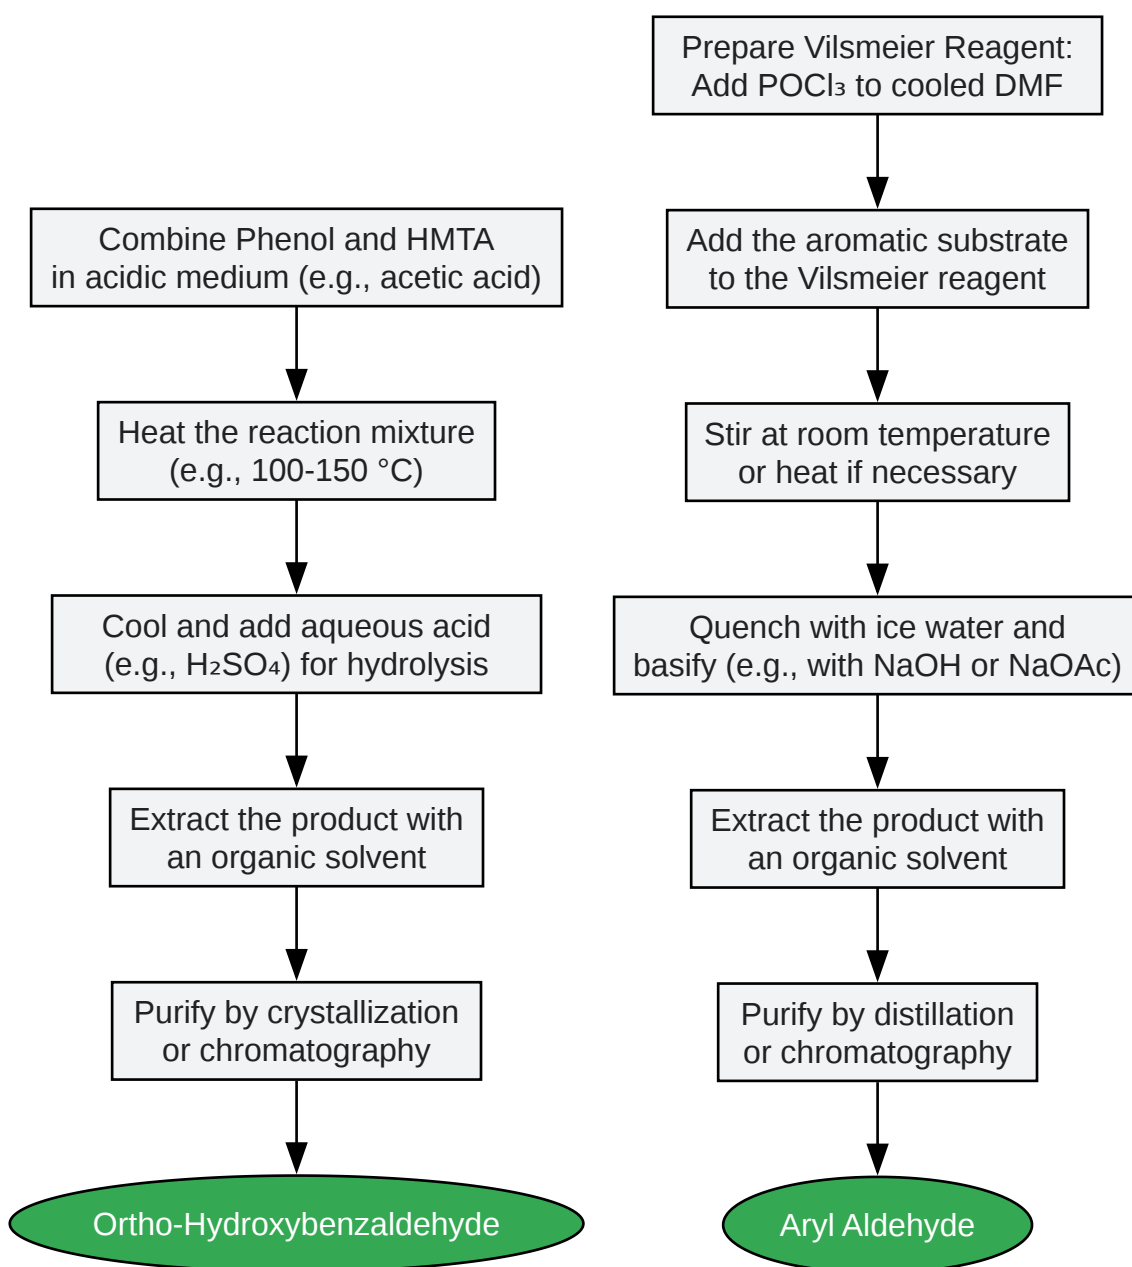 Combine Phenol and HMTA
in acidic medium (e.g., acetic acid)
Heat the reaction mixture
(e.g., 100-150 °C)
Cool and add aqueous acid
(e.g., H₂SO₄) for hydrolysis
Extract the product with
an organic solvent
Purify by crystallization
or chromatography
Ortho-Hydroxybenzaldehyde
Prepare Vilsmeier Reagent:
Add POCl₃ to cooled DMF
Add the aromatic substrate
to the Vilsmeier reagent
Stir at room temperature
or heat if necessary
Quench with ice water and
basify (e.g., with NaOH or NaOAc)
Extract the product with
an organic solvent
Purify by distillation
or chromatography
Aryl Aldehyde